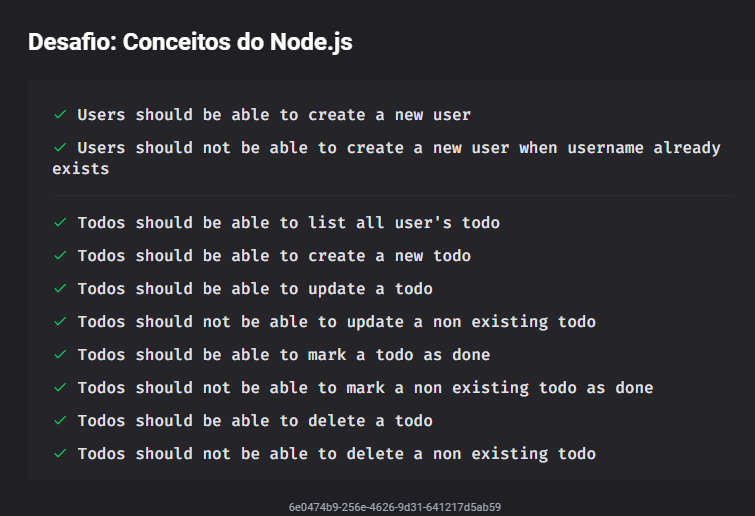 Desafio: Conceitos do Node.js
✓ Users should be able to create a new user
✓ Users should not be able to create a new user when username already
exists
✓ Todos should be able to list all user's todo
✓ Todos should be able to create a new todo
✓ Todos should be able to update a todo
✓ Todos should not be able to update a non existing todo
✓ Todos should be able to mark a todo as done
✓ Todos should not be able to mark a non existing todo as done
✓ Todos should be able to delete a todo
✓ Todos should not be able to delete a non existing todo
6e0474b9-256e-4626-9d31-641217d5ab59